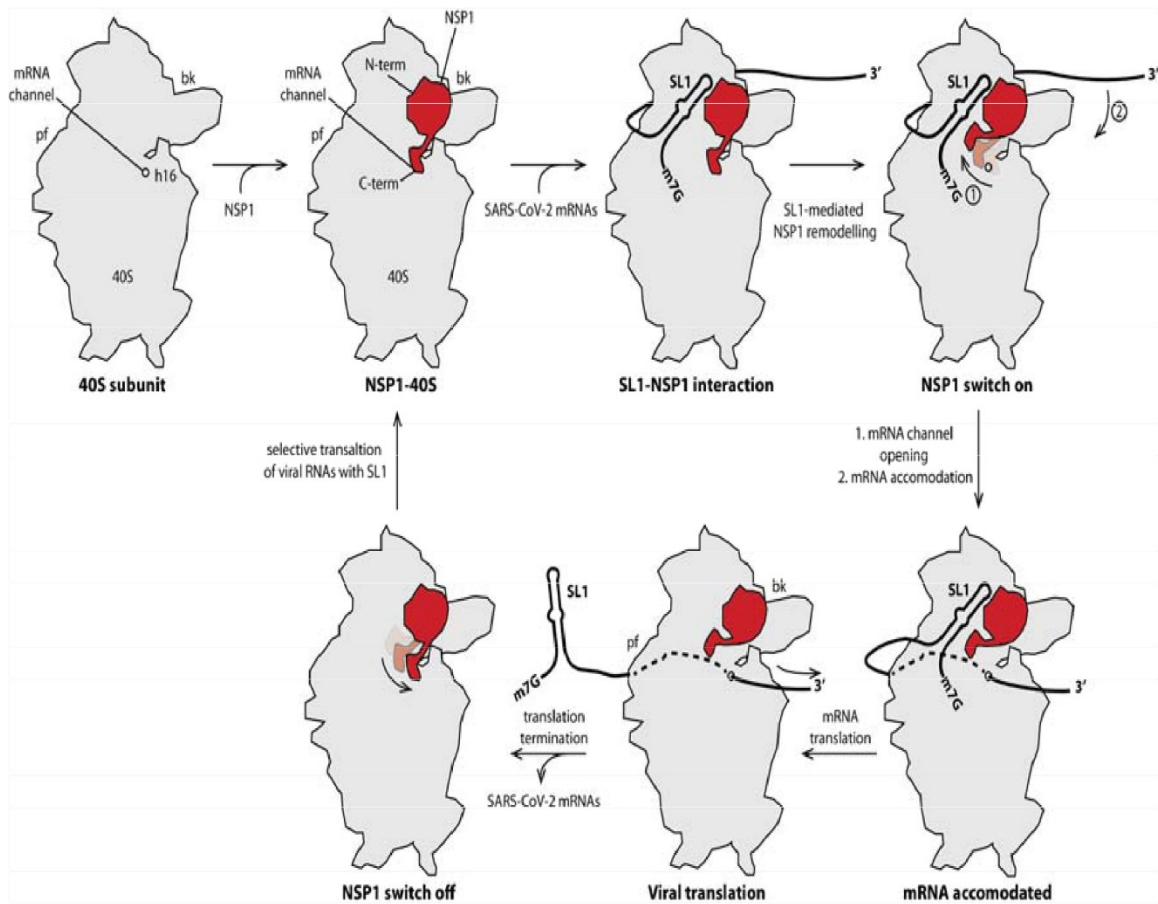 mRNA
channel
bk
pf
h16
40S
40S subunit
NSP1
NSP1
N-term
mRNA
channel
bk
C-term
40S
NSP1-40S
SARS-CoV-2 mRNAs
SL1
3'
m7G
SL1-NSP1 interaction
SL1-mediated
NSP1 remodelling
SL1
3'
2
1
m7G
NSP1 switch on
1. mRNA channel
opening
2. mRNA accomodation
SL1
3'
m7G
mRNA accomodated
mRNA
translation
SL1
bk
pf
m7G
3'
Viral translation
translation
termination
SARS-CoV-2 mRNAs
NSP1 switch off
selective transaltion
of viral RNAs with SL1